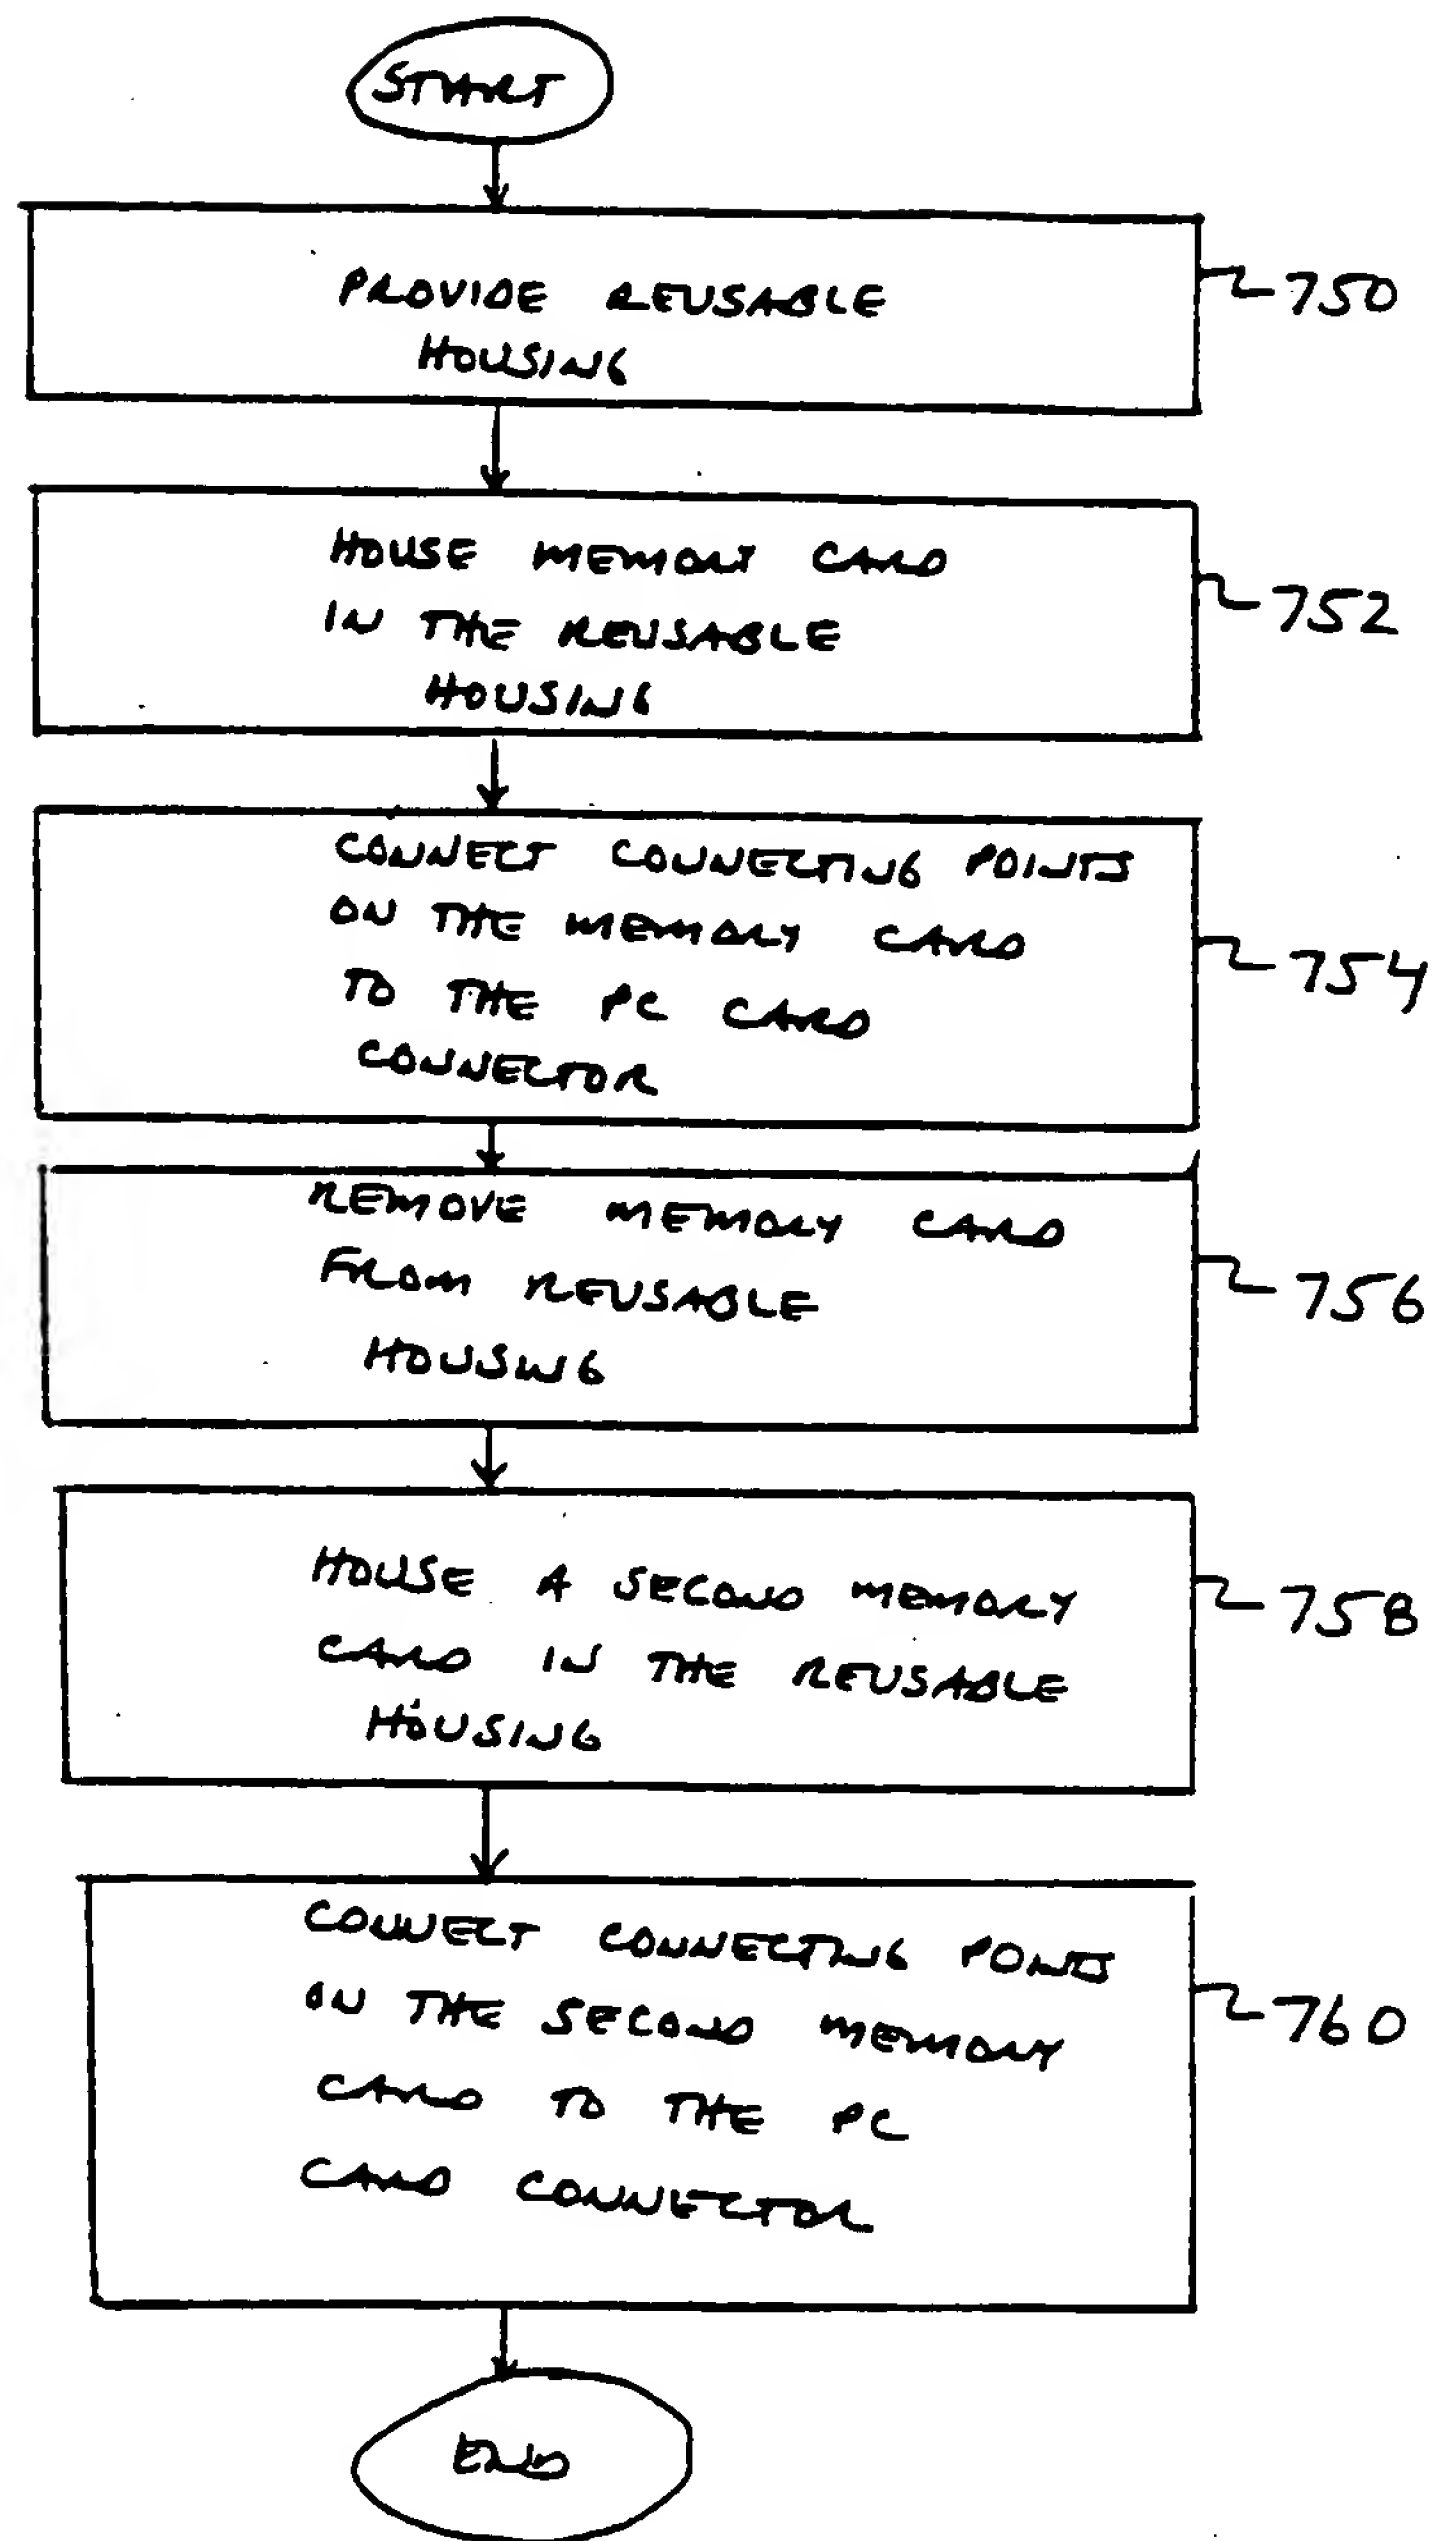 START
PROVIDE REUSABLE
HOUSING
750
HOUSE MEMORY CARD
IN THE REUSABLE
HOUSING
752
CONNECT CONNECTING POINTS
ON THE MEMORY CARD
TO THE PC CARD
CONNECTOR
754
REMOVE MEMORY CARD
FROM REUSABLE
HOUSING
756
HOUSE A SECOND MEMORY
CARD IN THE REUSABLE
HOUSING
758
CONNECT CONNECTING POINTS
ON THE SECOND MEMORY
CARD TO THE PC
CARD CONNECTOR
760
END